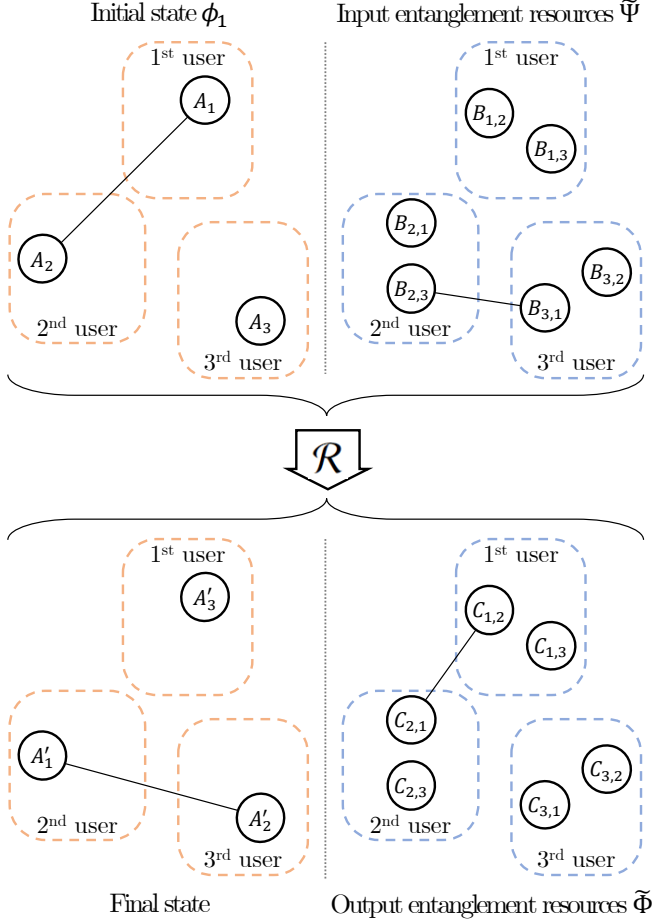 Initial state ϕ₁
Input entanglement resources Ψ̃
1st user
A₁
A₂
2nd user
A₃
3rd user
1st user
B₁,₂
B₁,₃
B₂,₁
B₂,₃
2nd user
B₃,₂
B₃,₁
3rd user
ℛ
1st user
A′₃
A′₁
2nd user
A′₂
3rd user
1st user
C₁,₂
C₁,₃
C₂,₁
C₂,₃
2nd user
C₃,₂
C₃,₁
3rd user
Final state
Output entanglement resources Φ̃